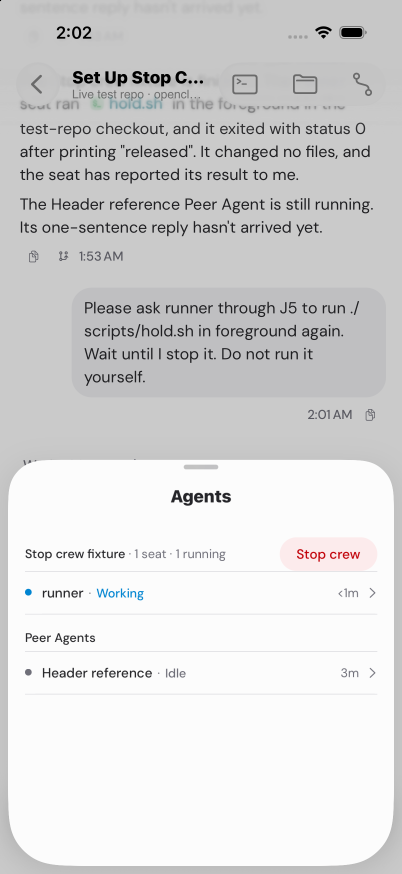 sentence reply hasn't arrived yet.
2:02
Set Up Stop C...
Live test repo · opencl...
seat ran hold.sh in the foreground in the
test-repo checkout, and it exited with status 0
after printing "released". It changed no files, and
the seat has reported its result to me.
The Header reference Peer Agent is still running.
Its one-sentence reply hasn't arrived yet.
1:53 AM
Please ask runner through J5 to run ./
scripts/hold.sh in foreground again.
Wait until I stop it. Do not run it
yourself.
2:01 AM
Agents
Stop crew fixture · 1 seat · 1 running
Stop crew
runner · Working
<1m
Peer Agents
Header reference · Idle
3m